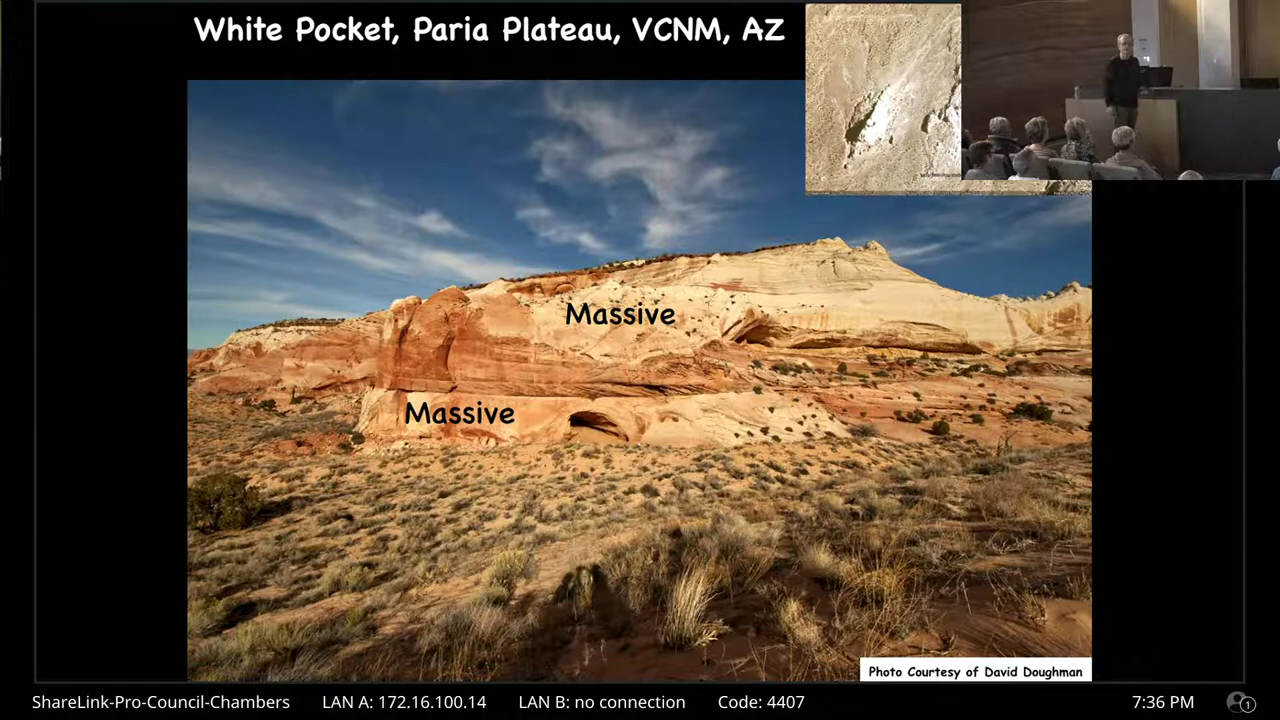 White Pocket, Paria Plateau, VCNM, AZ
Massive
Massive
Photo Courtesy of David Doughman
ShareLink-Pro-Council-Chambers LAN A: 172.16.100.14 LAN B: no connection Code: 4407 7:36 PM 1